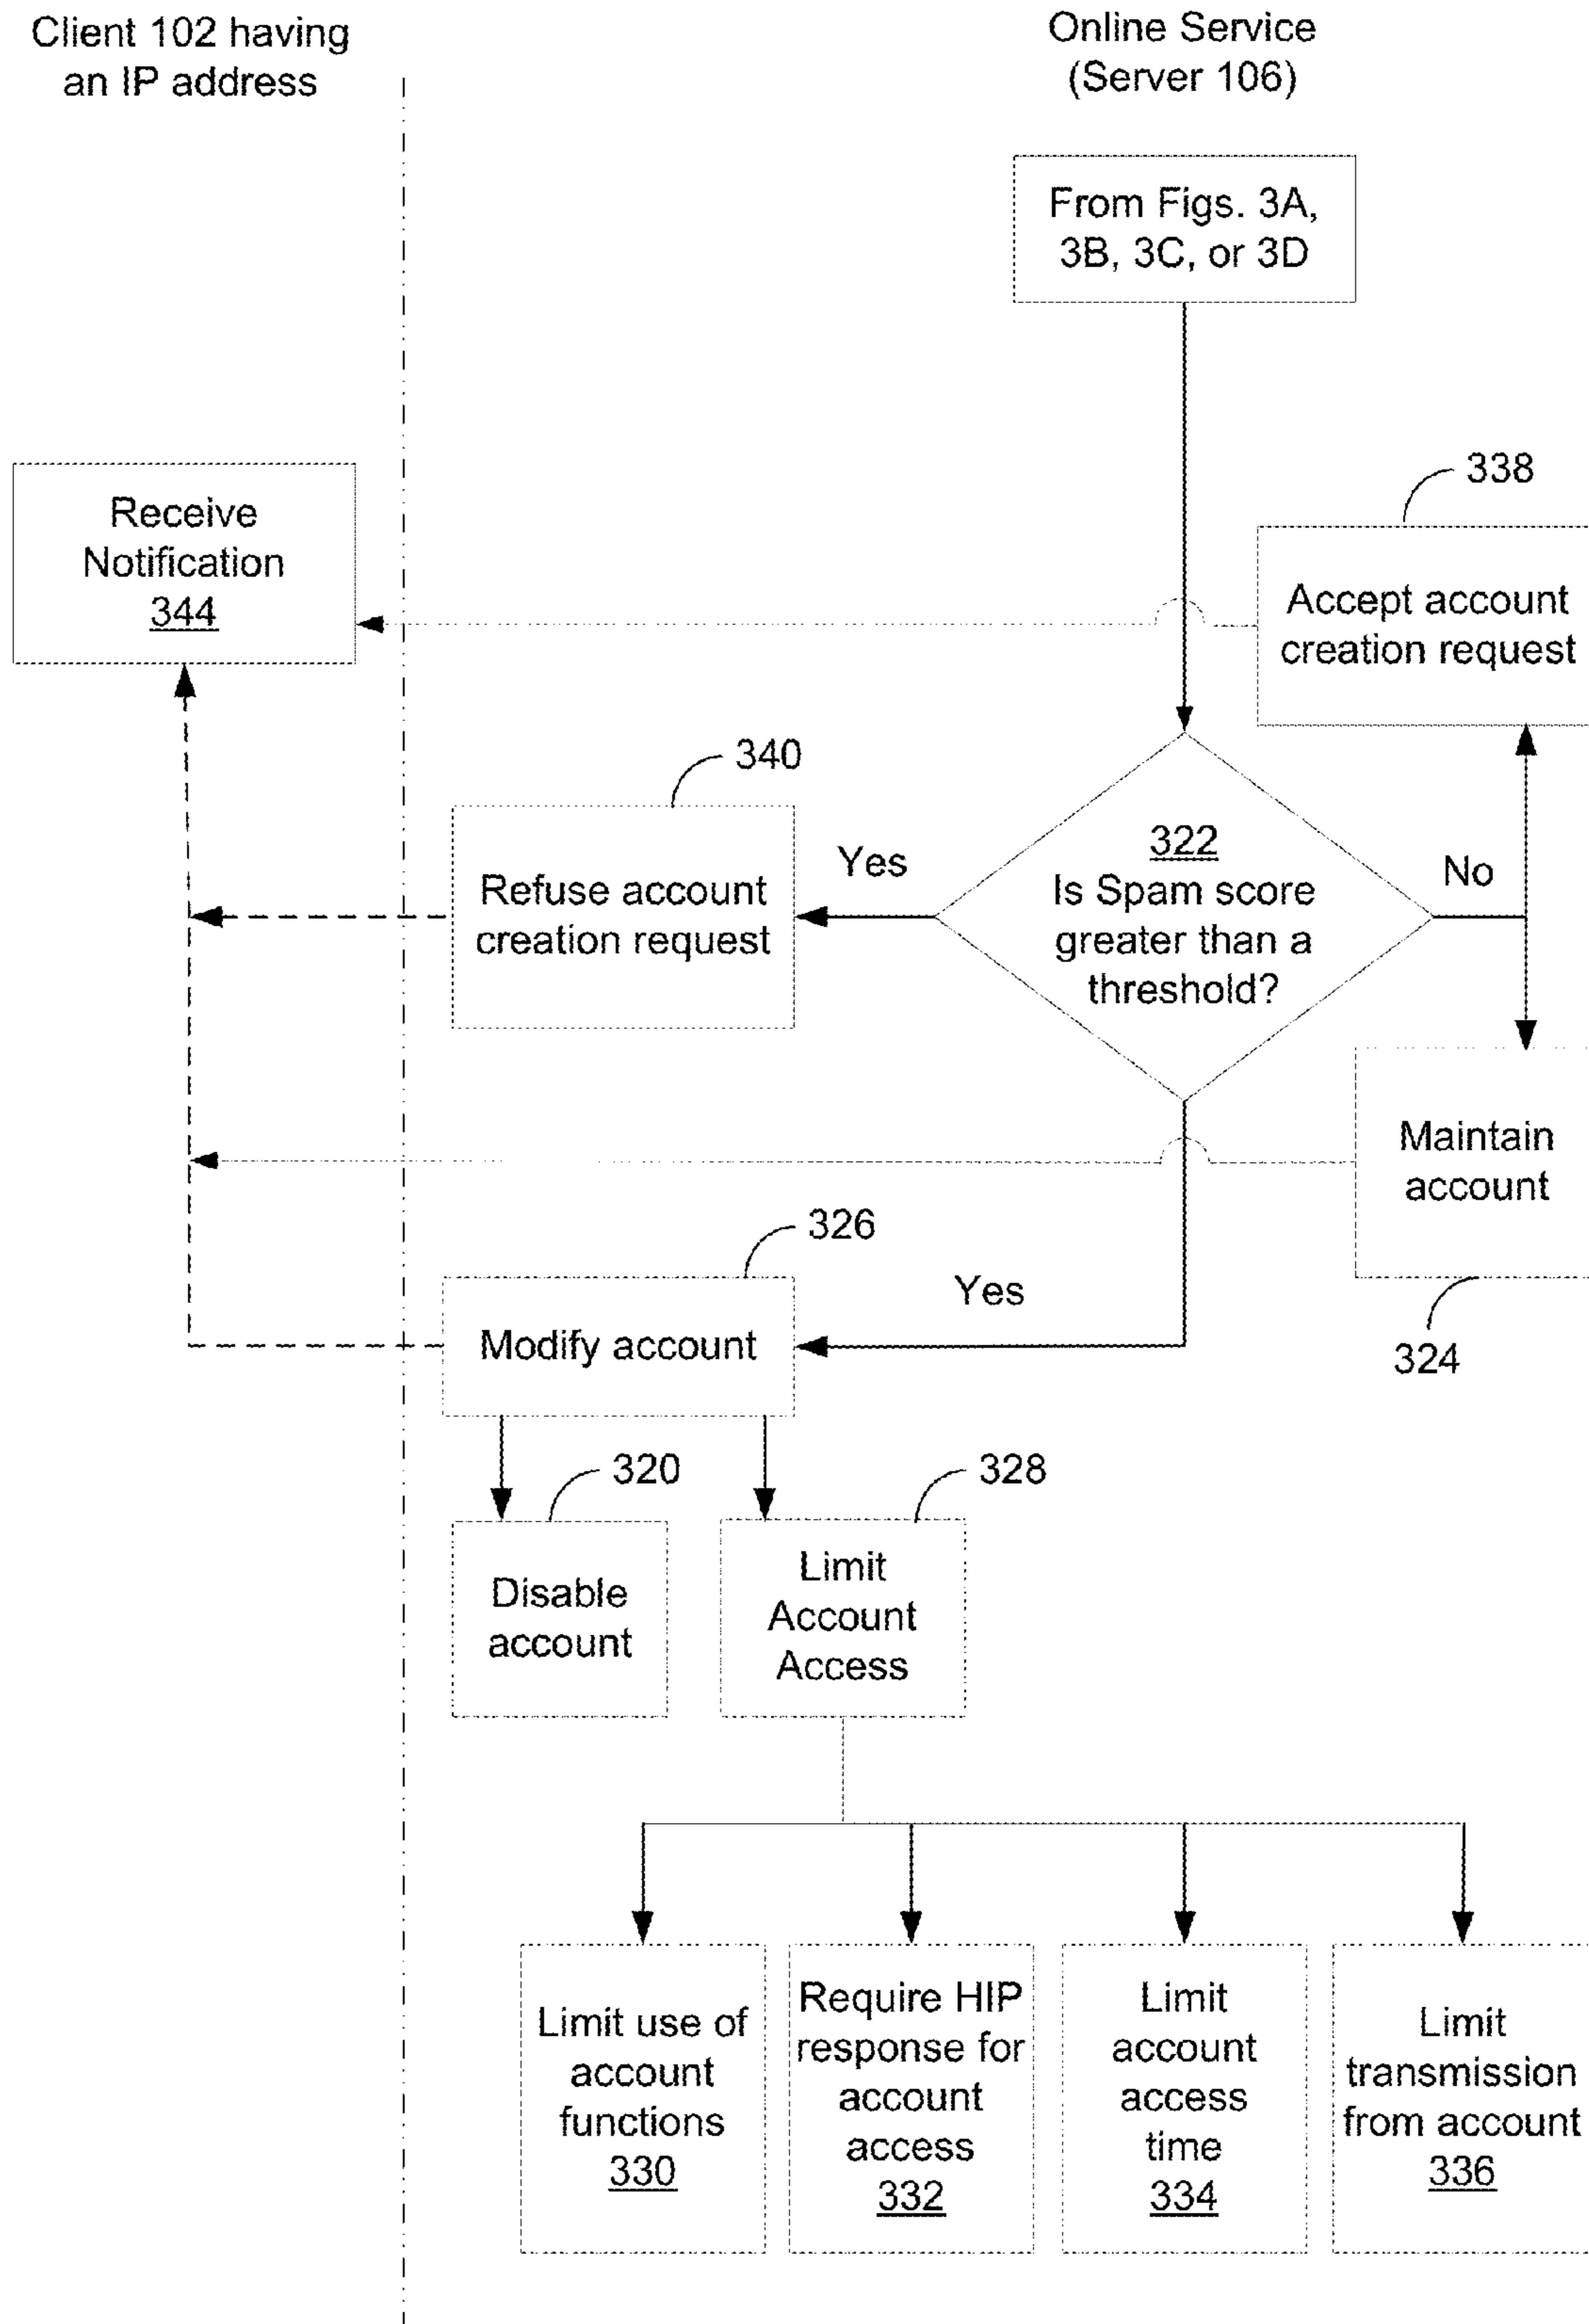 Client 102 having
an IP address
Online Service
(Server 106)
From Figs. 3A,
3B, 3C, or 3D
338
Receive
Notification
344
Accept account
creation request
340
Refuse account
creation request
Yes
322
Is Spam score
greater than a
threshold?
No
Maintain
account
324
326
Yes
Modify account
320
328
Disable
account
Limit
Account
Access
Limit use of
account
functions
330
Require HIP
response for
account
access
332
Limit
account
access
time
334
Limit
transmission
from account
336